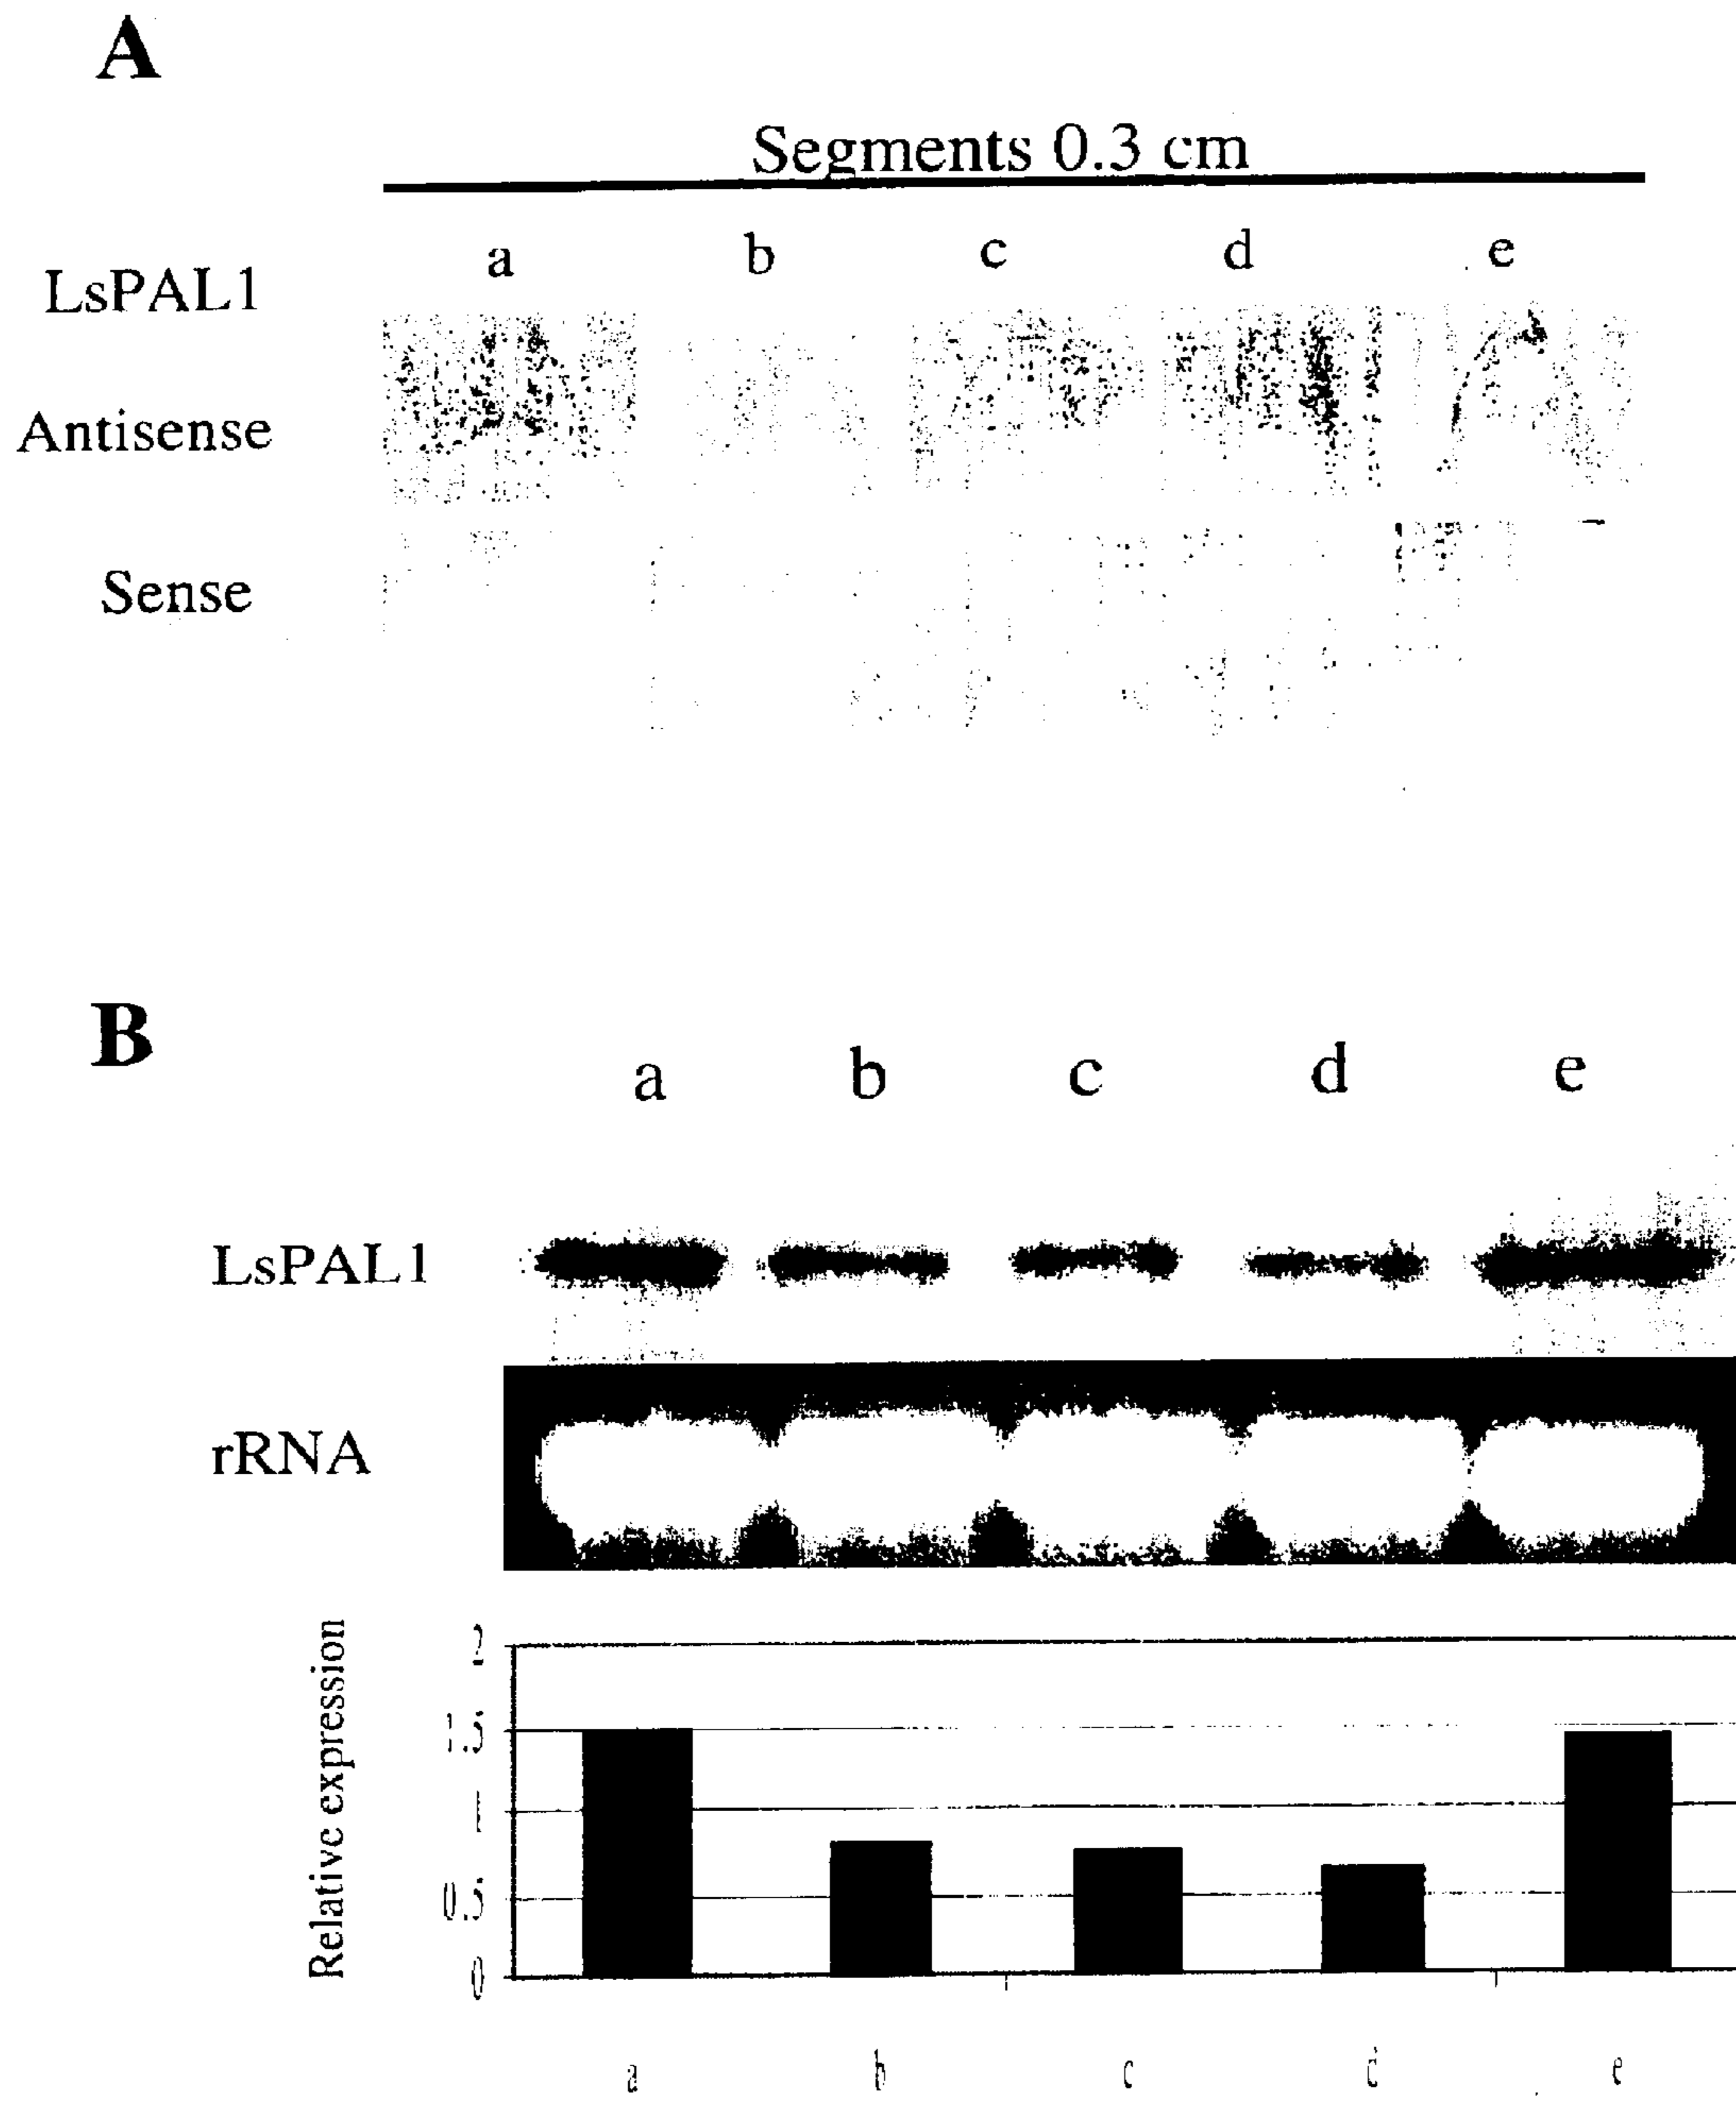 A
Segments 0.3 cm
a b c d e
LsPAL1
Antisense
Sense
B
a b c d e
LsPAL1
rRNA
Relative expression
2
1.5
1
0.5
0
a b c d e